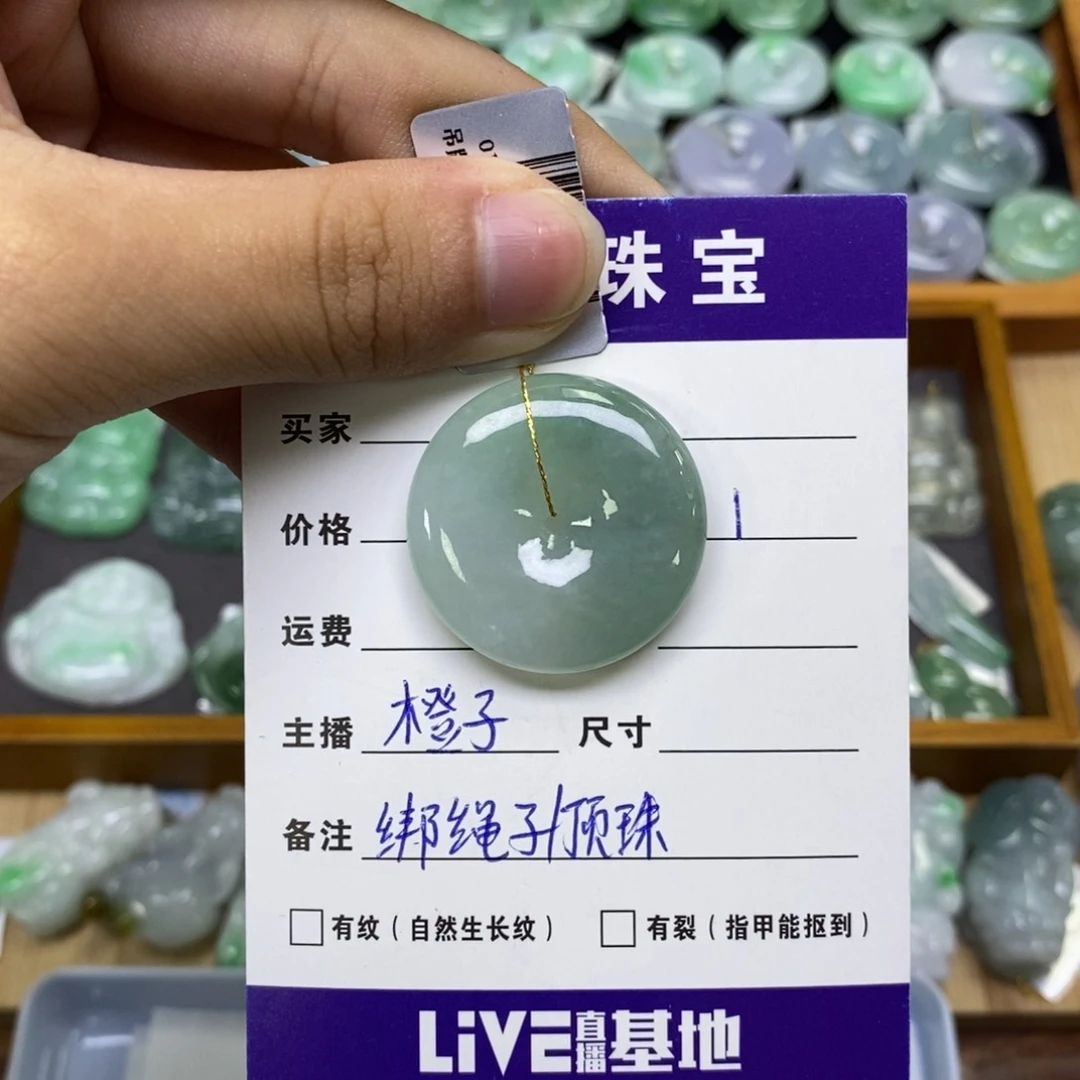 珠宝
买家
价格
运费
主播 橙子 尺寸
备注 绑绳子/顶珠
有纹（自然生长纹） 有裂（指甲能抠到）
LiVE直播基地